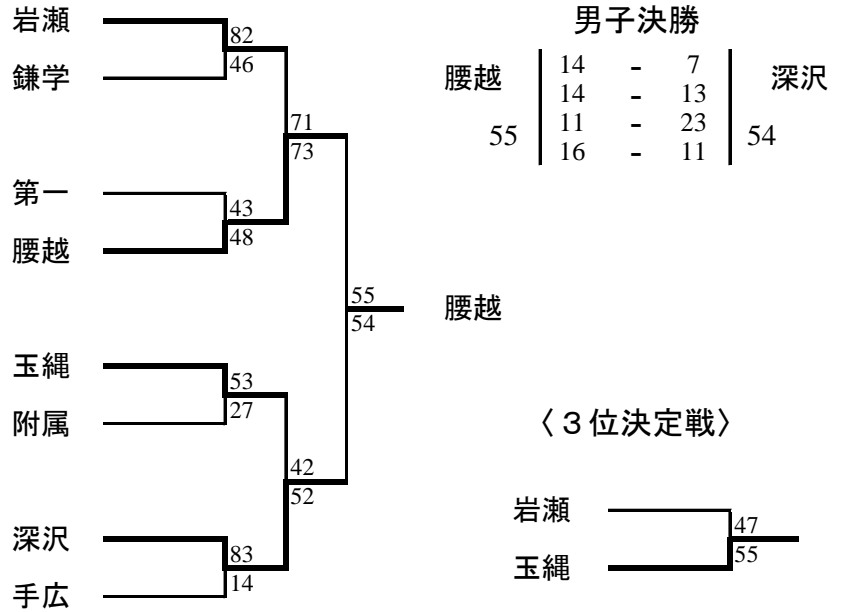 岩瀬
82
46
鎌学
71
73
第一
43
48
腰越
55
54
玉縄
53
27
附属
42
52
深沢
83
14
手広
男子決勝
腰越 55
14 - 7
14 - 13
11 - 23
16 - 11
深沢 54
腰越
〈３位決定戦〉
岩瀬
47
55
玉縄